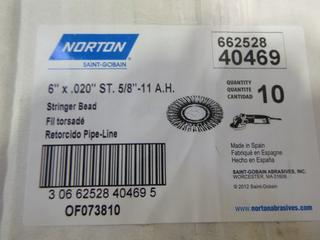 NORTON
SAINT-GOBAIN
662528
40469
6" x .020" ST. 5/8"-11 A.H.
Stringer Bead
Fil torsadé
Retorcido Pipe-Line
QUANTITY
QUANTITÉ
CANTIDAD
10
Made in Spain
Fabriqué en Espagne
Hecho en España
SAINT-GOBAIN ABRASIVES, INC.
WORCESTER, MA 01606
© 2012 Saint-Gobain
3 06 62528 40469 5
OF073810
www.nortonabrasives.com